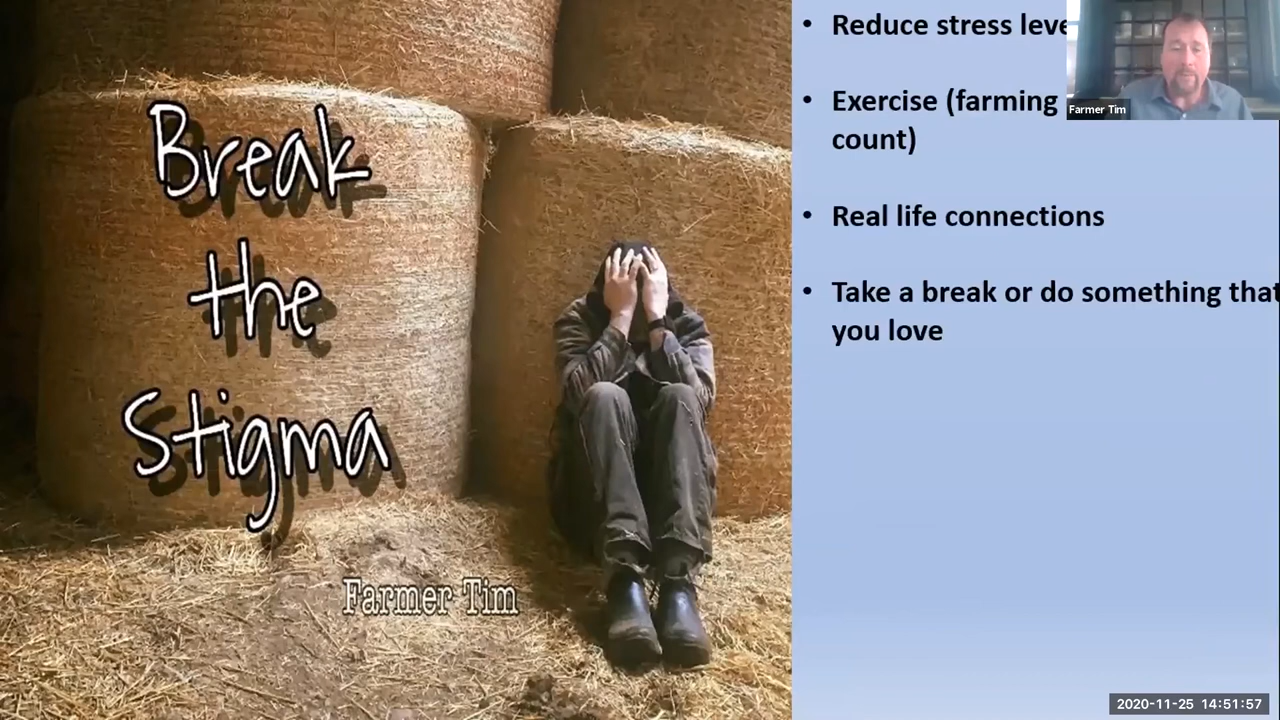 Break
the
Stigma
Farmer Tim
• Reduce stress leve
• Exercise (farming
count)
• Real life connections
• Take a break or do something that
you love
Farmer Tim
2020-11-25 14:51:57